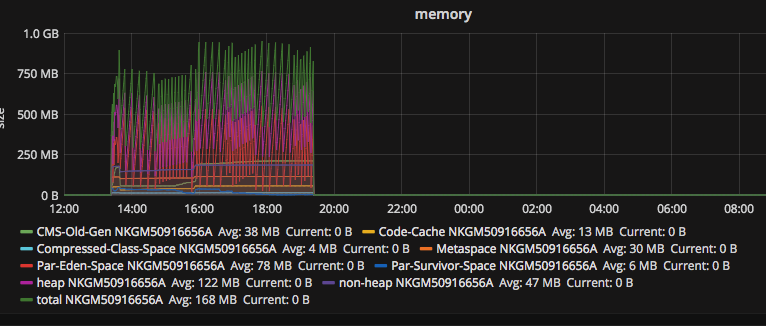 memory
1.0 GB
750 MB
500 MB
250 MB
0 B
size
12:00 14:00 16:00 18:00 20:00 22:00 00:00 02:00 04:00 06:00 08:00
CMS-Old-Gen NKGM50916656A Avg: 38 MB Current: 0 B Code-Cache NKGM50916656A Avg: 13 MB Current: 0 B
Compressed-Class-Space NKGM50916656A Avg: 4 MB Current: 0 B Metaspace NKGM50916656A Avg: 30 MB Current: 0 B
Par-Eden-Space NKGM50916656A Avg: 78 MB Current: 0 B Par-Survivor-Space NKGM50916656A Avg: 6 MB Current: 0 B
heap NKGM50916656A Avg: 122 MB Current: 0 B non-heap NKGM50916656A Avg: 47 MB Current: 0 B
total NKGM50916656A Avg: 168 MB Current: 0 B